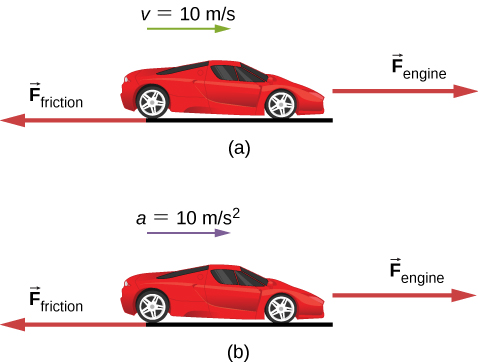 v = 10 m/s
F⃗engine
F⃗friction
(a)
a = 10 m/s²
F⃗engine
F⃗friction
(b)